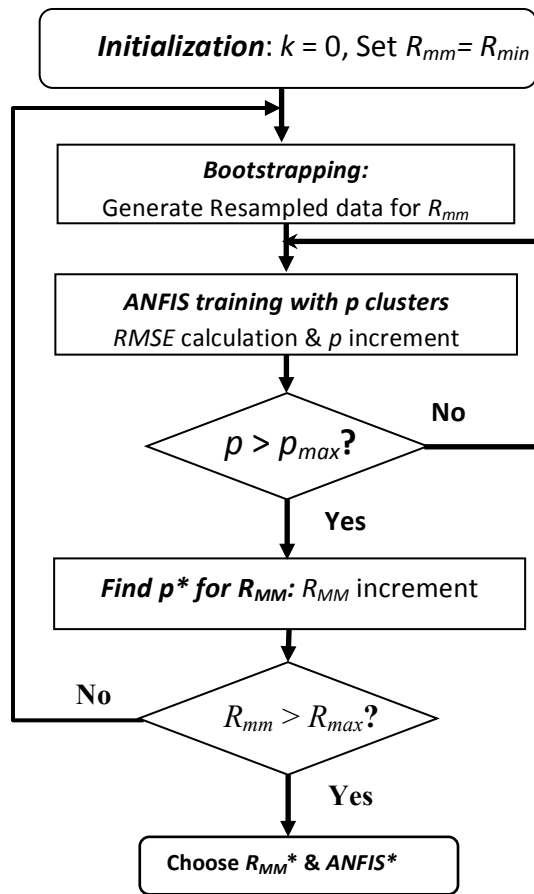 Initialization: k = 0, Set Rmm= Rmin
Bootstrapping:
Generate Resampled data for Rmm
ANFIS training with p clusters
RMSE calculation & p increment
No
p > pmax?
Yes
Find p* for RMM: RMM increment
No
Rmm > Rmax?
Yes
Choose RMM* & ANFIS*